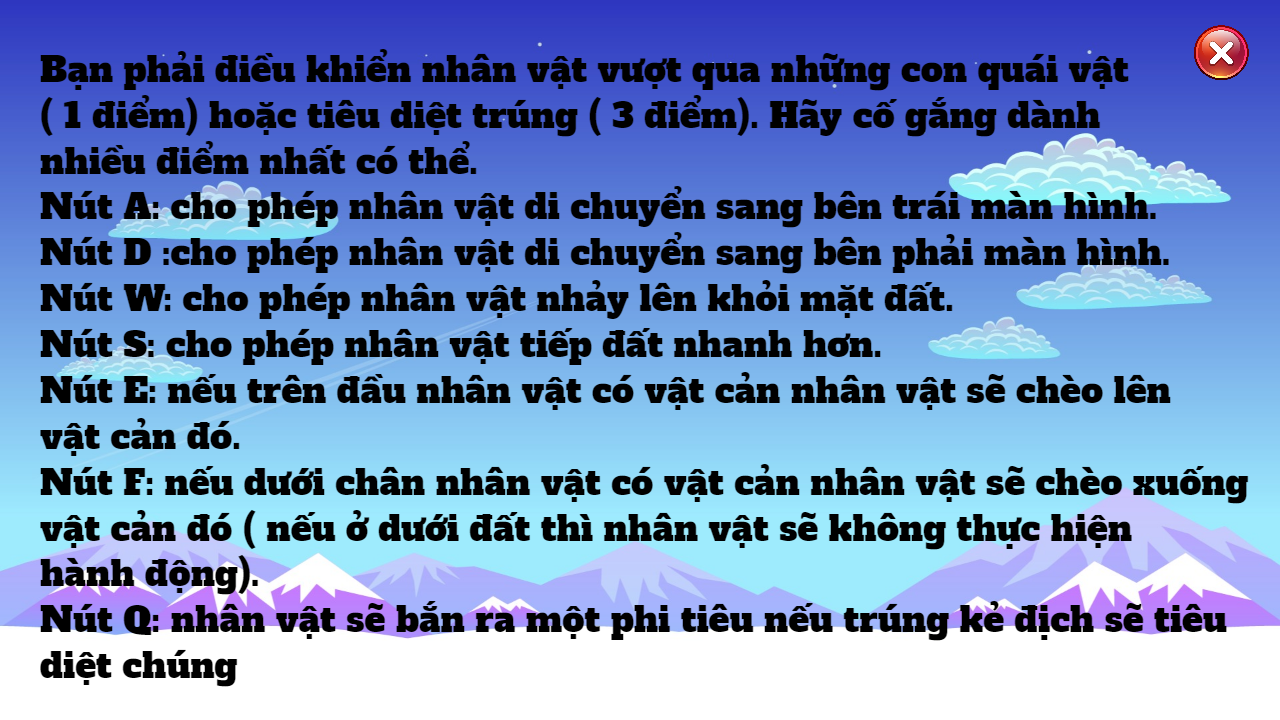 Bạn phải điều khiển nhân vật vượt qua những con quái vật
( 1 điểm) hoặc tiêu diệt trúng ( 3 điểm). Hãy cố gắng dành
nhiều điểm nhất có thể.
Nút A: cho phép nhân vật di chuyển sang bên trái màn hình.
Nút D :cho phép nhân vật di chuyển sang bên phải màn hình.
Nút W: cho phép nhân vật nhảy lên khỏi mặt đất.
Nút S: cho phép nhân vật tiếp đất nhanh hơn.
Nút E: nếu trên đầu nhân vật có vật cản nhân vật sẽ chèo lên
vật cản đó.
Nút F: nếu dưới chân nhân vật có vật cản nhân vật sẽ chèo xuống
vật cản đó ( nếu ở dưới đất thì nhân vật sẽ không thực hiện
hành động).
Nút Q: nhân vật sẽ bắn ra một phi tiêu nếu trúng kẻ địch sẽ tiêu
diệt chúng